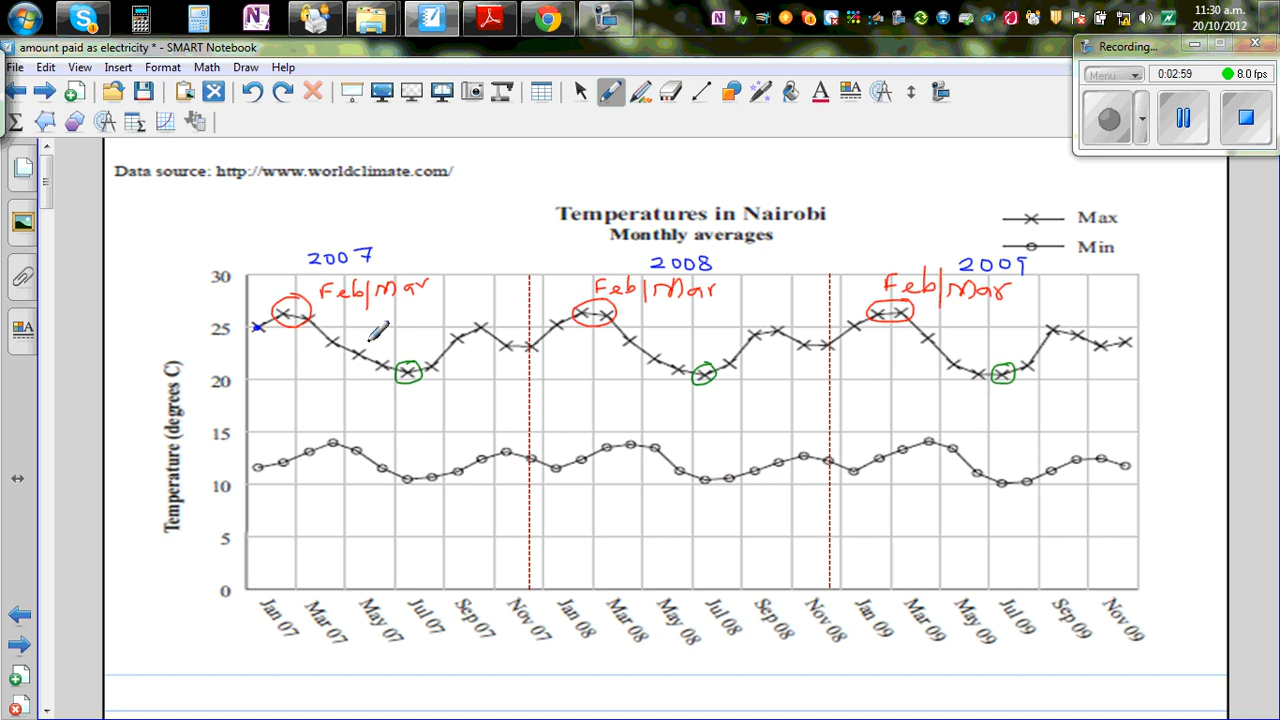 11:30 am
20/10/2012
amount paid as electricity * - SMART Notebook
Recording...
File Edit View Insert Format Math Draw Help
Menu
0:02:59
8.0 fps
Data source: http://www.worldclimate.com/
Temperatures in Nairobi
Monthly averages
Max
Min
2007
2008
2009
Feb/Mar
Feb/Mar
Feb/Mar
30
25
20
15
10
5
0
Temperature (degrees C)
Jan 07
Mar 07
May 07
Jul 07
Sep 07
Nov 07
Jan 08
Mar 08
May 08
Jul 08
Sep 08
Nov 08
Jan 09
Mar 09
May 09
Jul 09
Sep 09
Nov 09